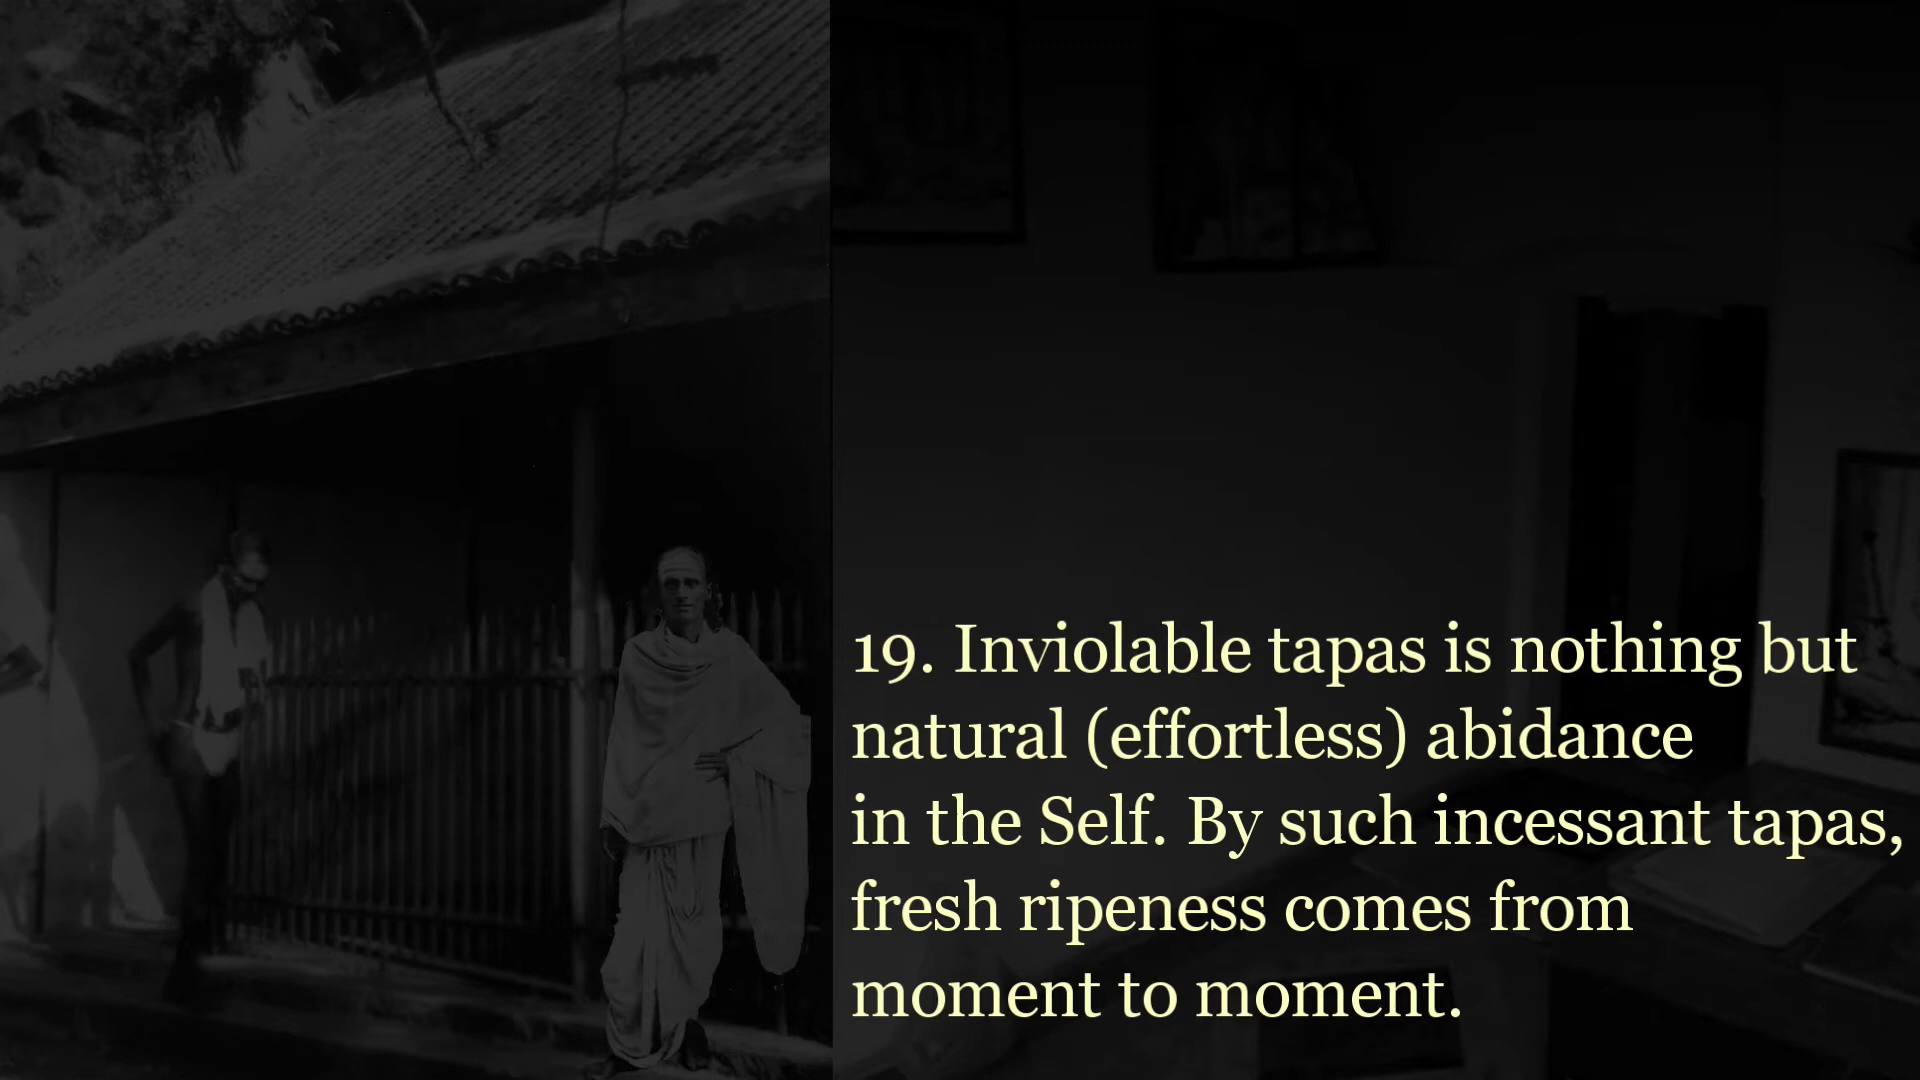 19. Inviolable tapas is nothing but
natural (effortless) abidance
in the Self. By such incessant tapas,
fresh ripeness comes from
moment to moment.